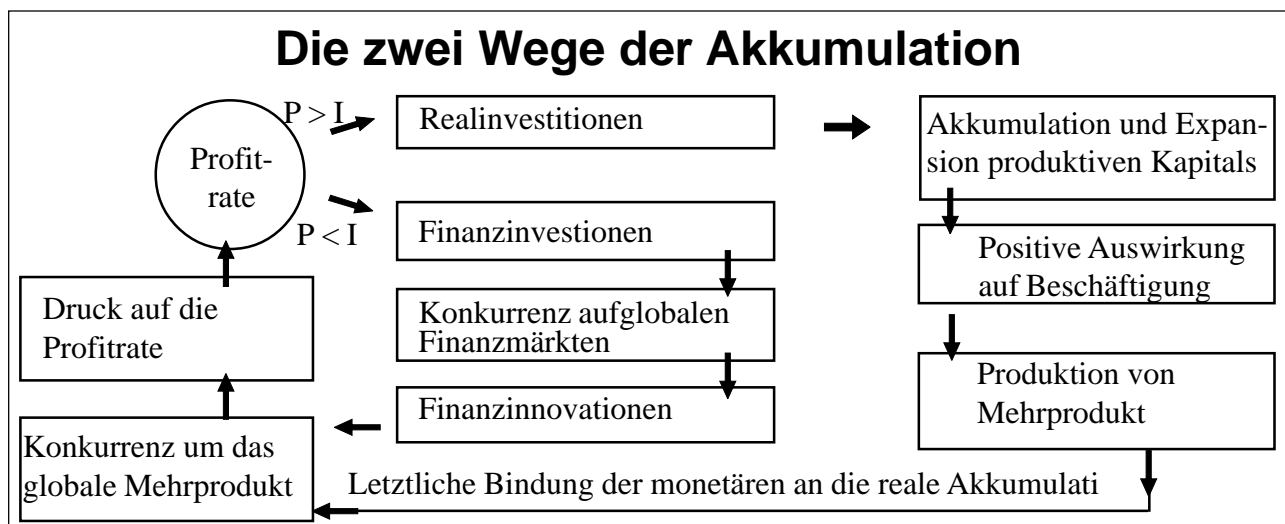 Die zwei Wege der Akkumulation
P > I
Profit-
rate
P < I
Realinvestitionen
Akkumulation und Expan-
sion produktiven Kapitals
Finanzinvestionen
Positive Auswirkung
auf Beschäftigung
Druck auf die
Profitrate
Konkurrenz aufglobalen
Finanzmärkten
Produktion von
Mehrprodukt
Finanzinnovationen
Konkurrenz um das
globale Mehrprodukt
Letztliche Bindung der monetären an die reale Akkumulati